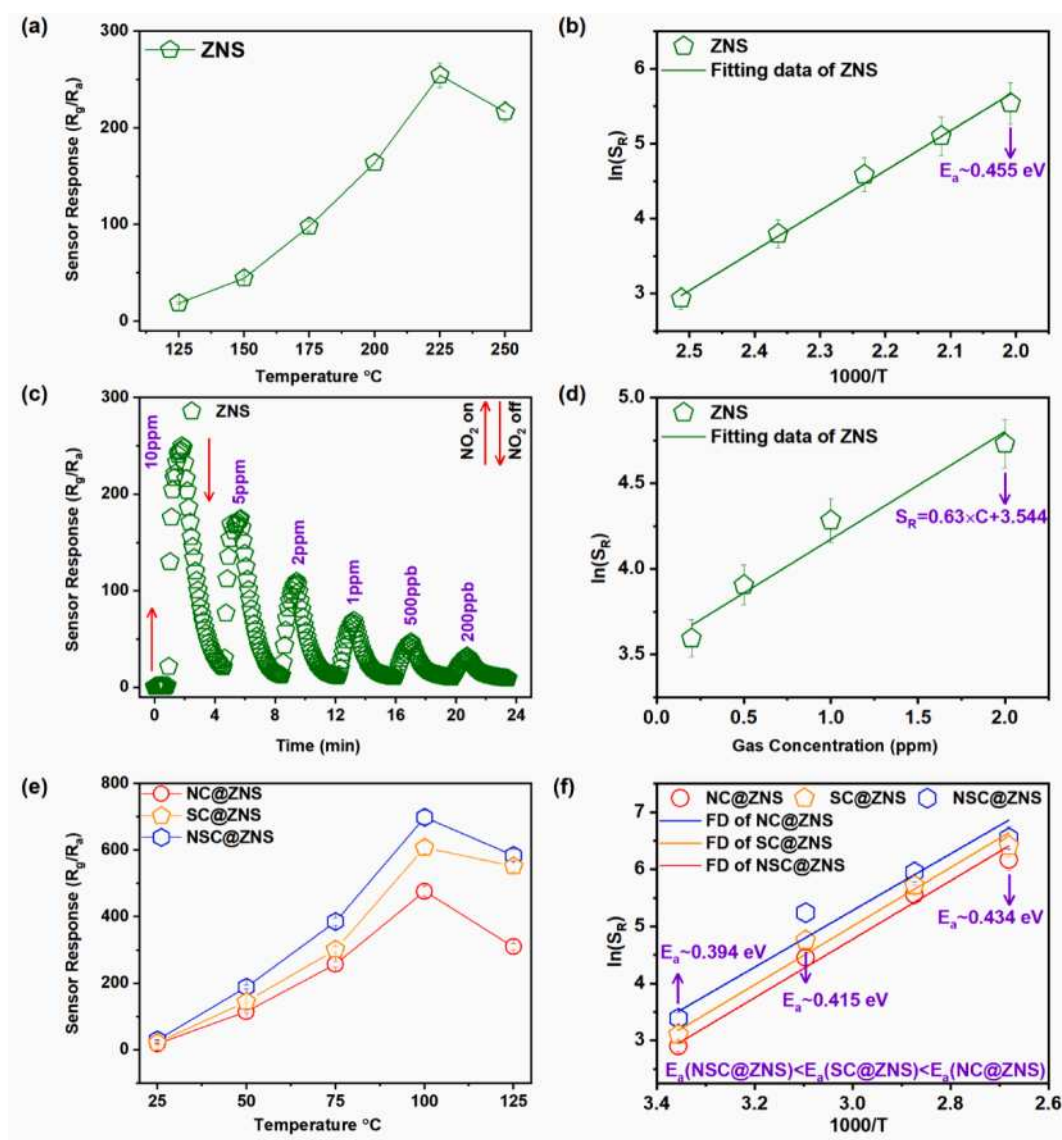 (a)
300
200
100
0
Sensor Response (Rg/Ra)
ZNS
125 150 175 200 225 250
Temperature °C
(b)
6
5
4
3
ln(SR)
ZNS
Fitting data of ZNS
Ea~0.455 eV
2.5 2.4 2.3 2.2 2.1 2.0
1000/T
(c)
300
250
200
150
100
50
0
Sensor Response (Rg/Ra)
ZNS
10ppm
5ppm
2ppm
1ppm
500ppb
200ppb
NO2 on
NO2 off
0 4 8 12 16 20 24
Time (min)
(d)
5.0
4.5
4.0
3.5
ln(SR)
ZNS
Fitting data of ZNS
SR=0.63×C+3.544
0.0 0.5 1.0 1.5 2.0
Gas Concentration (ppm)
(e)
800
600
400
200
0
Sensor Response (Rg/Ra)
NC@ZNS
SC@ZNS
NSC@ZNS
25 50 75 100 125
Temperature °C
(f)
7
6
5
4
3
ln(SR)
NC@ZNS SC@ZNS NSC@ZNS
FD of NC@ZNS
FD of SC@ZNS
FD of NSC@ZNS
Ea~0.434 eV
Ea~0.394 eV
Ea~0.415 eV
Ea(NSC@ZNS)<Ea(SC@ZNS)<Ea(NC@ZNS)
3.4 3.2 3.0 2.8 2.6
1000/T